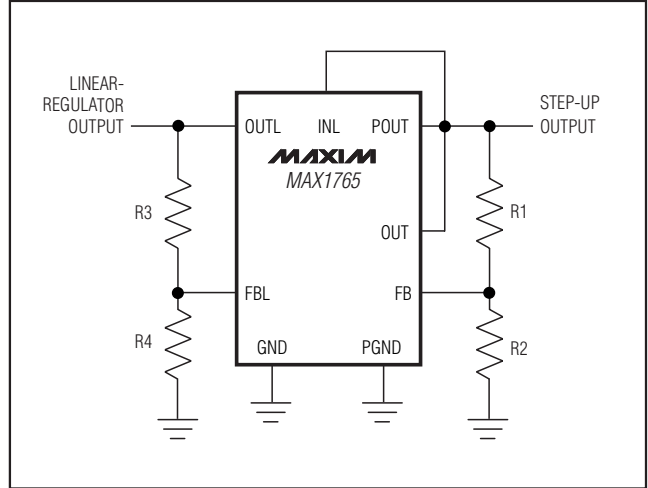 LINEAR-
REGULATOR
OUTPUT
OUTL
INL
POUT
STEP-UP
OUTPUT
MAXIM
MAX1765
R3
R1
OUT
FBL
FB
R4
R2
GND
PGND